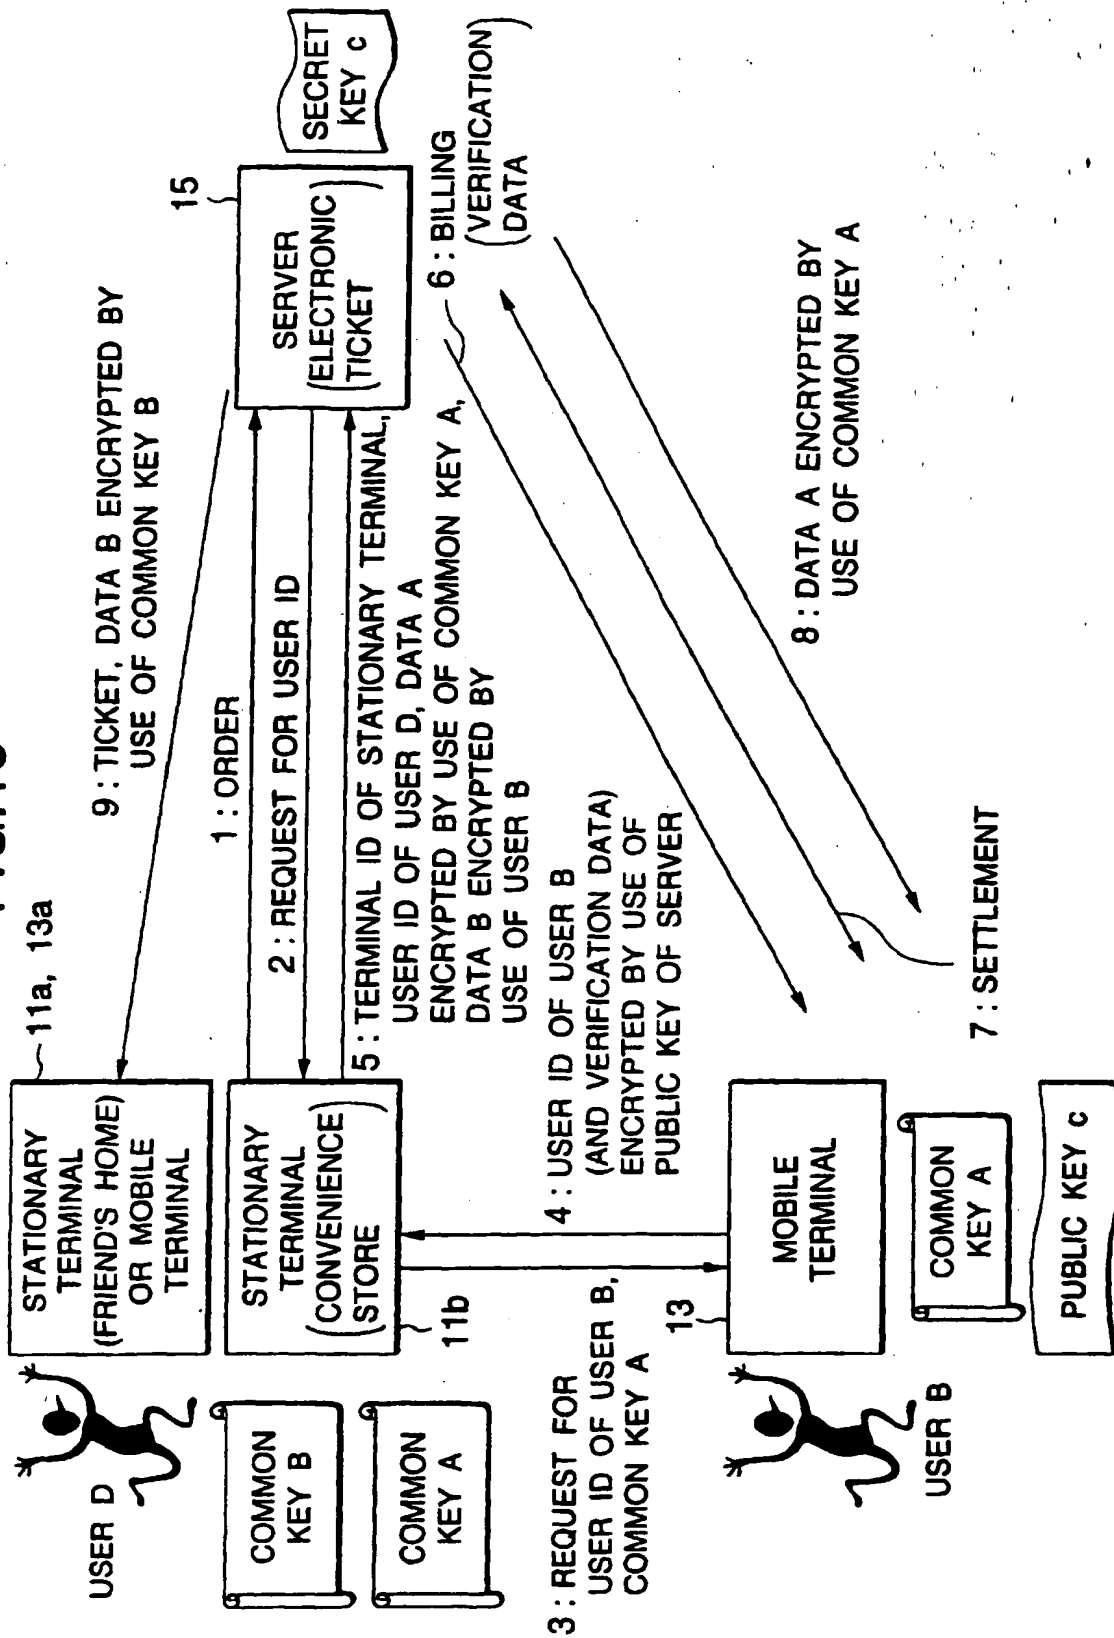 USER D
STATIONARY
TERMINAL
(FRIEND'S HOME)
OR MOBILE
TERMINAL
11a, 13a
9 : TICKET, DATA B ENCRYPTED BY
USE OF COMMON KEY B
15
SERVER
(ELECTRONIC
TICKET)
SECRET
KEY c
COMMON
KEY B
COMMON
KEY A
STATIONARY
TERMINAL
(CONVENIENCE
STORE)
11b
1 : ORDER
2 : REQUEST FOR USER ID
5 : TERMINAL ID OF STATIONARY TERMINAL,
USER ID OF USER D, DATA A
ENCRYPTED BY USE OF COMMON KEY A,
DATA B ENCRYPTED BY
USE OF USER B
6 : BILLING
(VERIFICATION
DATA)
3 : REQUEST FOR
USER ID OF USER B,
COMMON KEY A
4 : USER ID OF USER B
(AND VERIFICATION DATA)
ENCRYPTED BY USE OF
PUBLIC KEY OF SERVER
8 : DATA A ENCRYPTED BY
USE OF COMMON KEY A
13
USER B
MOBILE
TERMINAL
7 : SETTLEMENT
COMMON
KEY A
PUBLIC KEY c